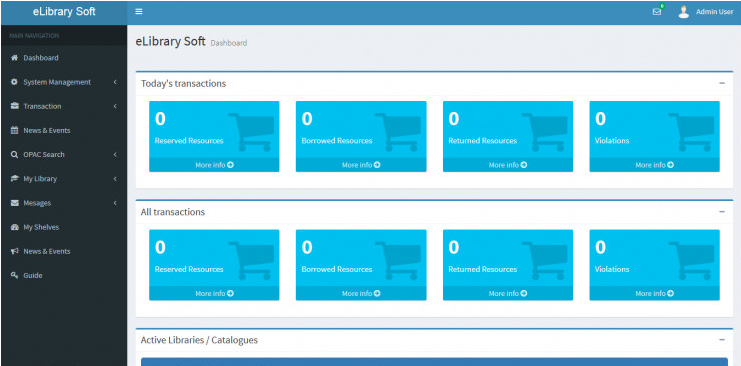 eLibrary Soft
0
Admin User
MAIN NAVIGATION
Dashboard
System Management
Transaction
News & Events
OPAC Search
My Library
Mesages
My Shelves
News & Events
Guide
eLibrary Soft Dashboard
Today's transactions
0 0 0 0
Reserved Resources Borrowed Resources Returned Resources Violations
More info More info More info More info
All transactions
0 0 0 0
Reserved Resources Borrowed Resources Returned Resources Violations
More info More info More info More info
Active Libraries / Catalogues